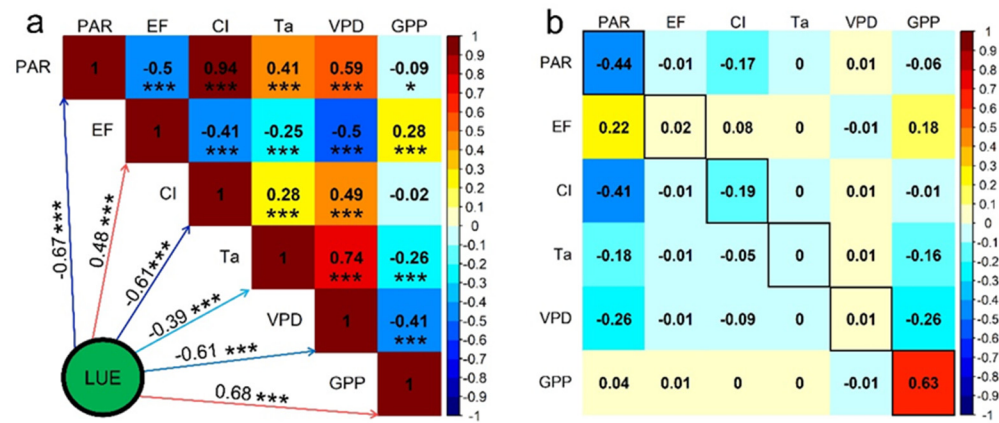 a
PAR EF CI Ta VPD GPP
PAR 1 -0.5 *** 0.94 *** 0.41 *** 0.59 *** -0.09 *
EF 1 -0.41 *** -0.25 *** -0.5 *** 0.28 ***
CI 1 0.28 *** 0.49 *** -0.02
Ta 1 0.74 *** -0.26 ***
VPD 1 -0.41 ***
GPP 1
-0.67 ***
0.48 ***
-0.61 ***
-0.39 ***
-0.61 ***
0.68 ***
LUE
1
0.9
0.8
0.7
0.6
0.5
0.4
0.3
0.2
0.1
0
-0.1
-0.2
-0.3
-0.4
-0.5
-0.6
-0.7
-0.8
-0.9
-1
b
PAR EF CI Ta VPD GPP
PAR -0.44 -0.01 -0.17 0 0.01 -0.06
EF 0.22 0.02 0.08 0 -0.01 0.18
CI -0.41 -0.01 -0.19 0 0.01 -0.01
Ta -0.18 -0.01 -0.05 0 0.01 -0.16
VPD -0.26 -0.01 -0.09 0 0.01 -0.26
GPP 0.04 0.01 0 0 -0.01 0.63
1
0.9
0.8
0.7
0.6
0.5
0.4
0.3
0.2
0.1
0
-0.1
-0.2
-0.3
-0.4
-0.5
-0.6
-0.7
-0.8
-0.9
-1